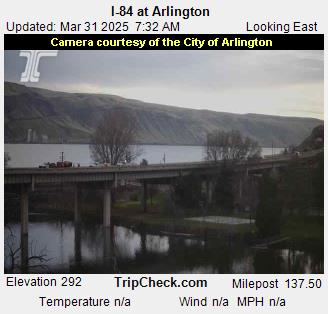 I-84 at Arlington
Updated: Mar 31 2025 7:32 AM Looking East
Camera courtesy of the City of Arlington
Elevation 292 TripCheck.com Milepost 137.50
Temperature n/a Wind n/a MPH n/a